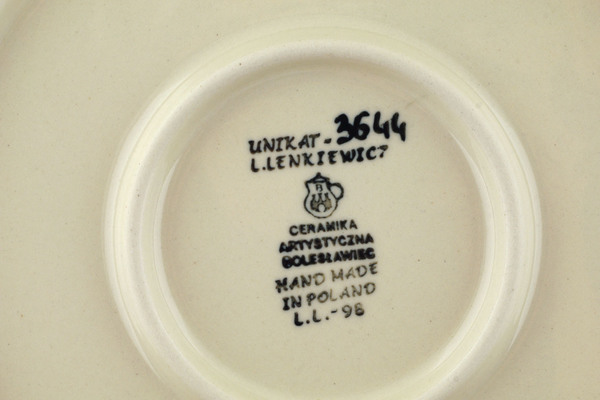 UNIKAT-3644
L.LENKIEWICZ
CERAMIKA
ARTYSTYCZNA
BOLESŁAWIEC
HAND MADE
IN POLAND
L.L.-98